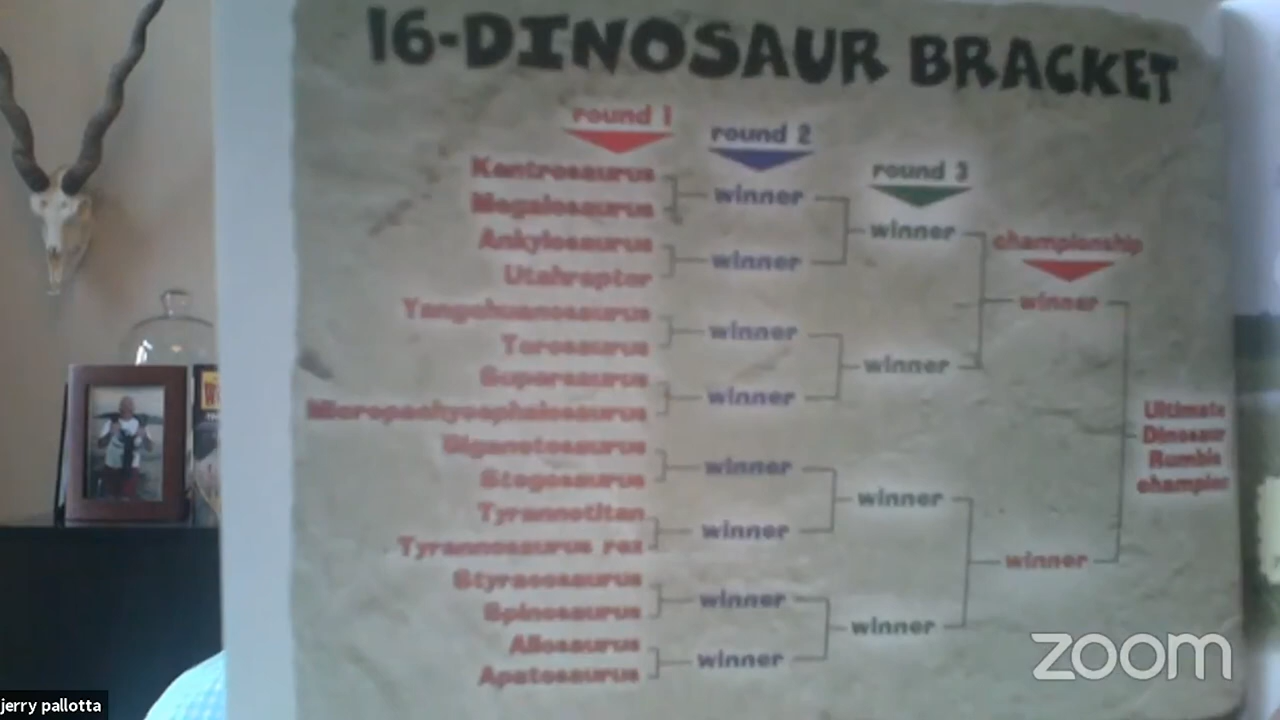 16-DINOSAUR BRACKET
round 1
round 2
round 3
championship
Kentrosaurus
Megalosaurus
Ankylosaurus
Utahraptor
Yangchuanosaurus
Torosaurus
Supersaurus
Micropachycephalosaurus
Giganotosaurus
Stegosaurus
Tyrannotitan
Tyrannosaurus rex
Styracosaurus
Spinosaurus
Allosaurus
Apatosaurus
winner
winner
winner
winner
winner
winner
winner
winner
winner
winner
winner
winner
winner
winner
Ultimate
Dinosaur
Rumble
champion
zoom
jerry pallotta